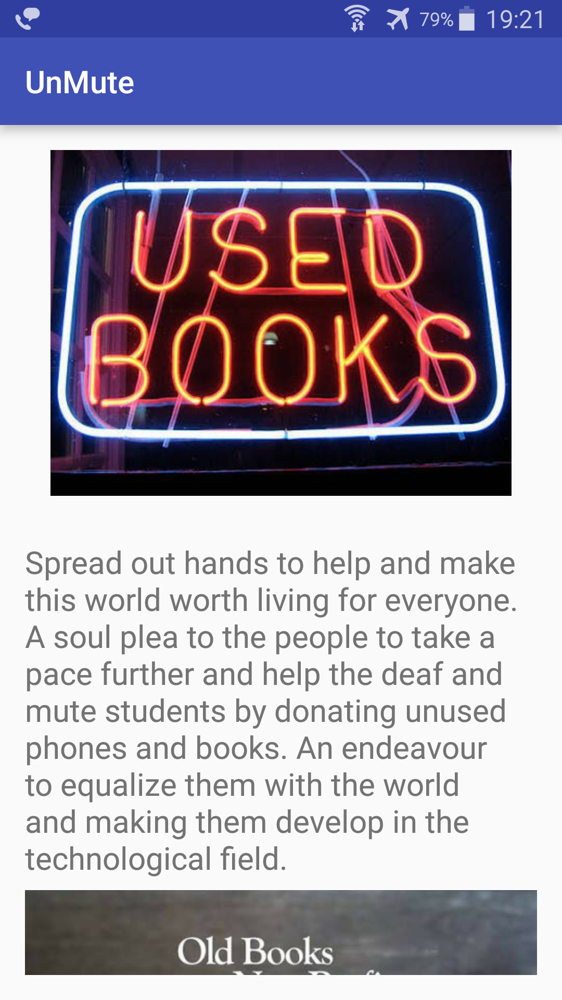 79% 19:21
UnMute
USED
BOOKS
Spread out hands to help and make
this world worth living for everyone.
A soul plea to the people to take a
pace further and help the deaf and
mute students by donating unused
phones and books. An endeavour
to equalize them with the world
and making them develop in the
technological field.
Old Books